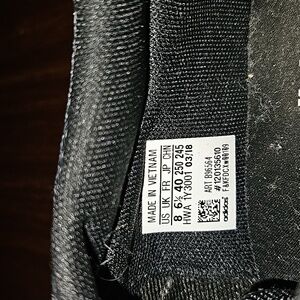 MADE IN VIETNAM
US UK FR JP CHN
8 6½ 40 250 245
HWA 1Y3001 03/18
ART B96564
#120135610
adidas